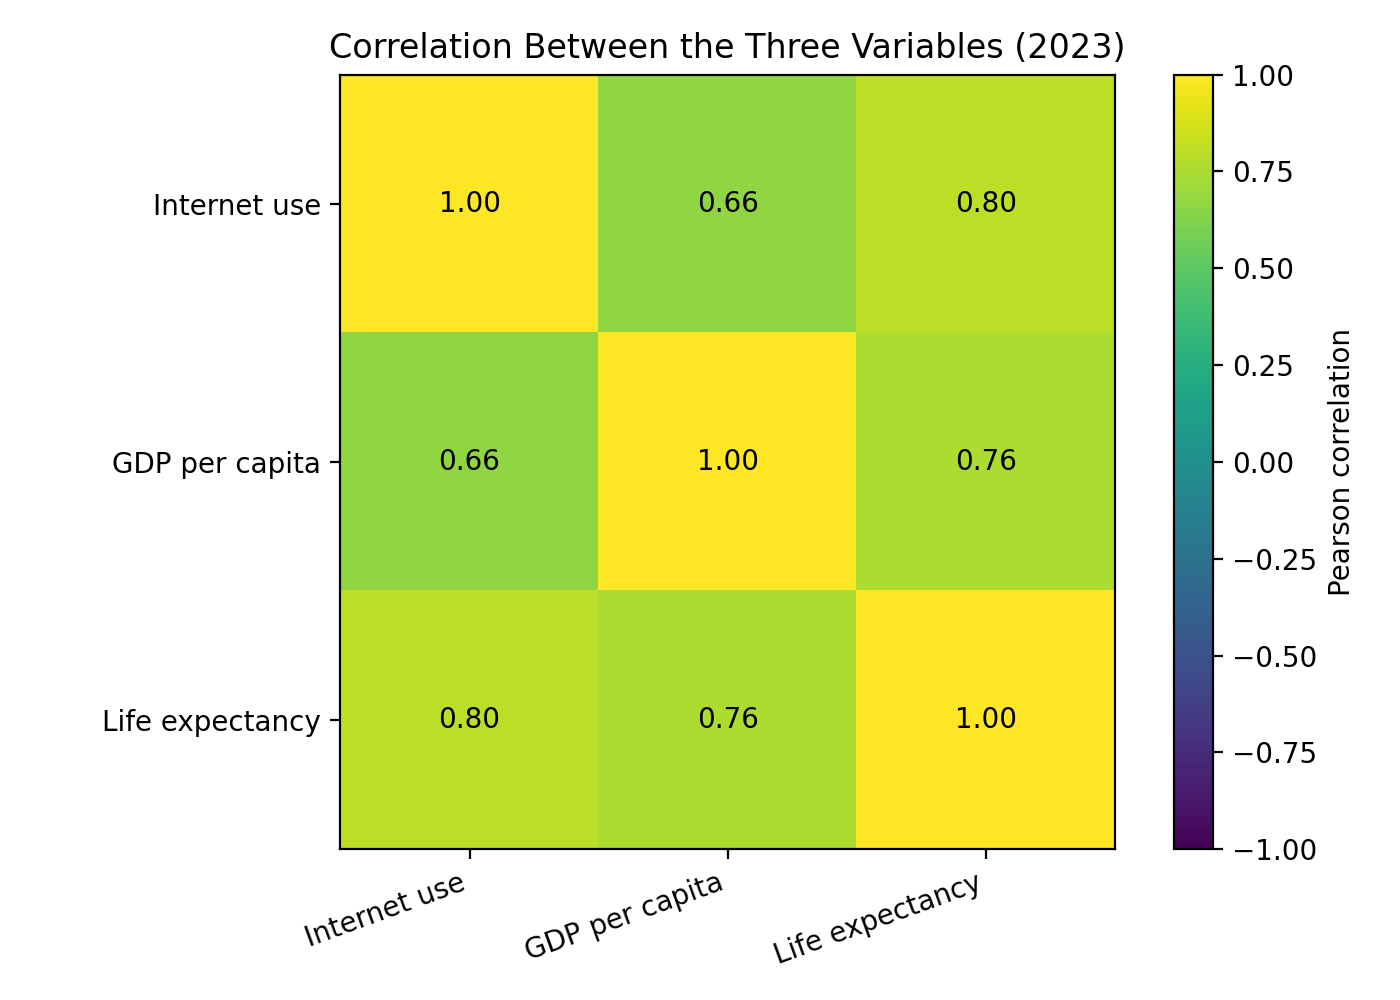 Correlation Between the Three Variables (2023)
Internet use
1.00
0.66
0.80
GDP per capita
0.66
1.00
0.76
Life expectancy
0.80
0.76
1.00
Internet use
GDP per capita
Life expectancy
1.00
0.75
0.50
0.25
0.00
−0.25
−0.50
−0.75
−1.00
Pearson correlation